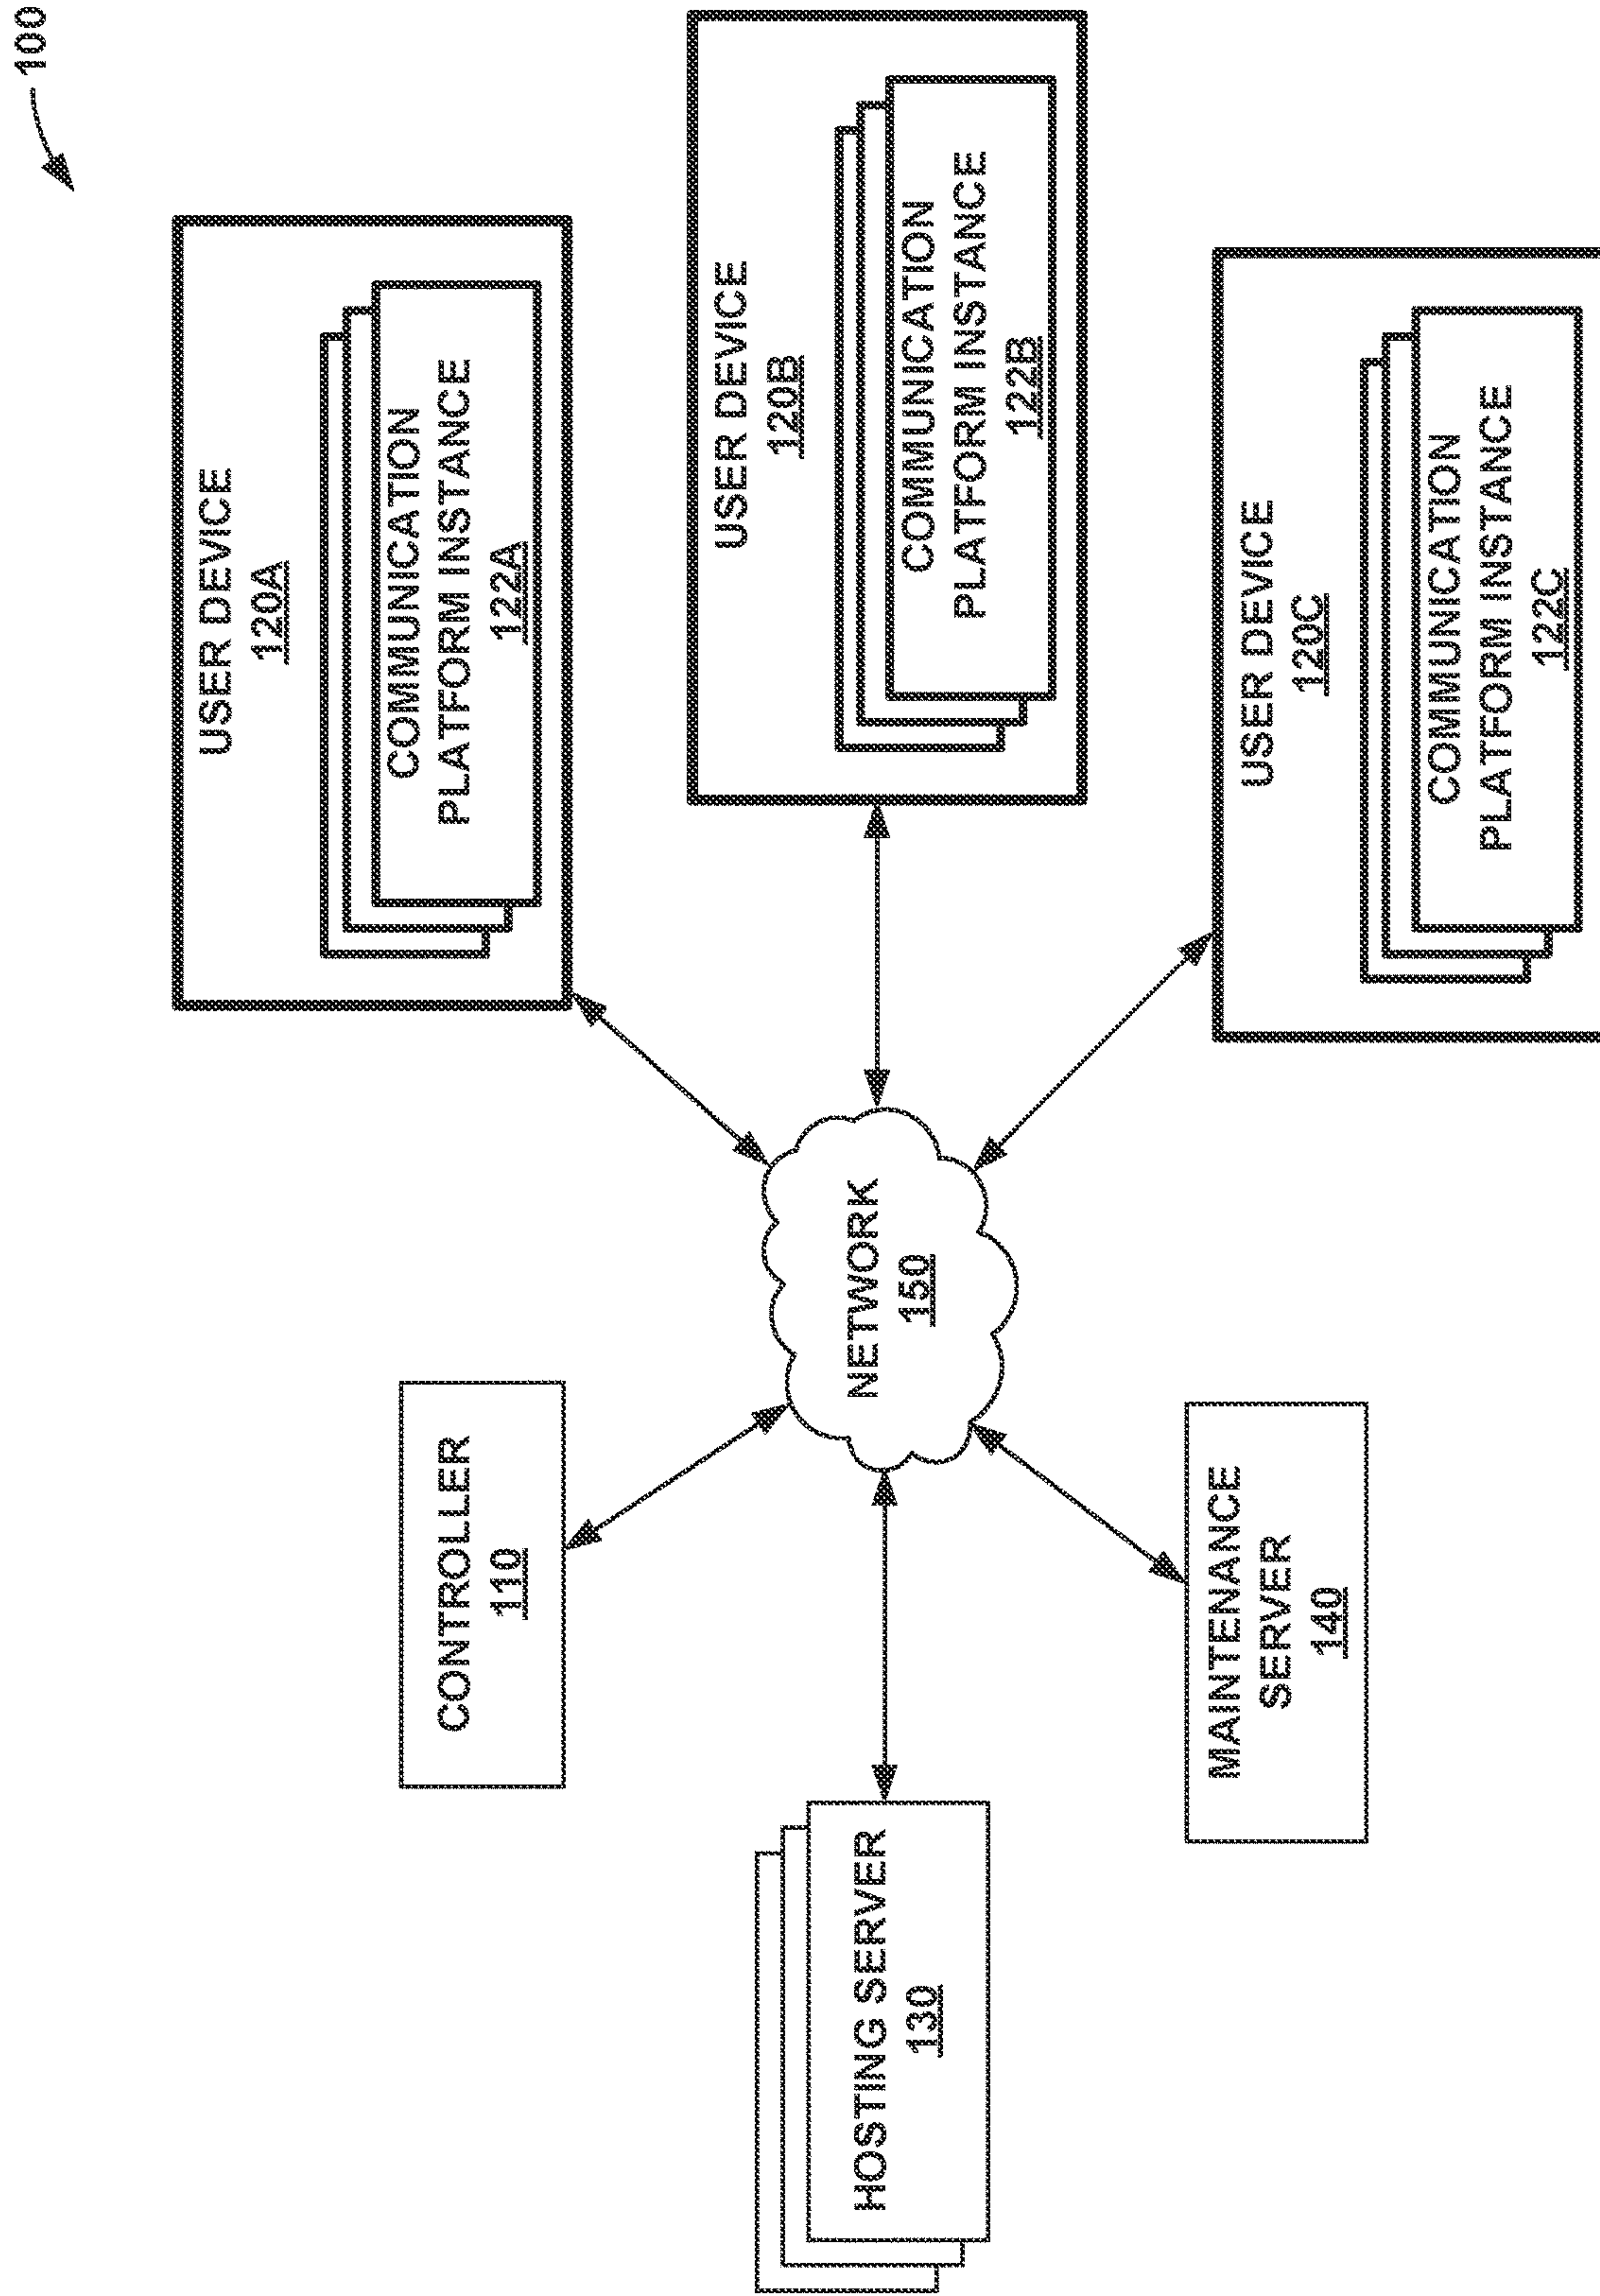 100
CONTROLLER
110
HOSTING SERVER
130
MAINTENANCE
SERVER
140
NETWORK
150
USER DEVICE
120A
COMMUNICATION
PLATFORM INSTANCE
122A
USER DEVICE
120B
COMMUNICATION
PLATFORM INSTANCE
122B
USER DEVICE
120C
COMMUNICATION
PLATFORM INSTANCE
122C